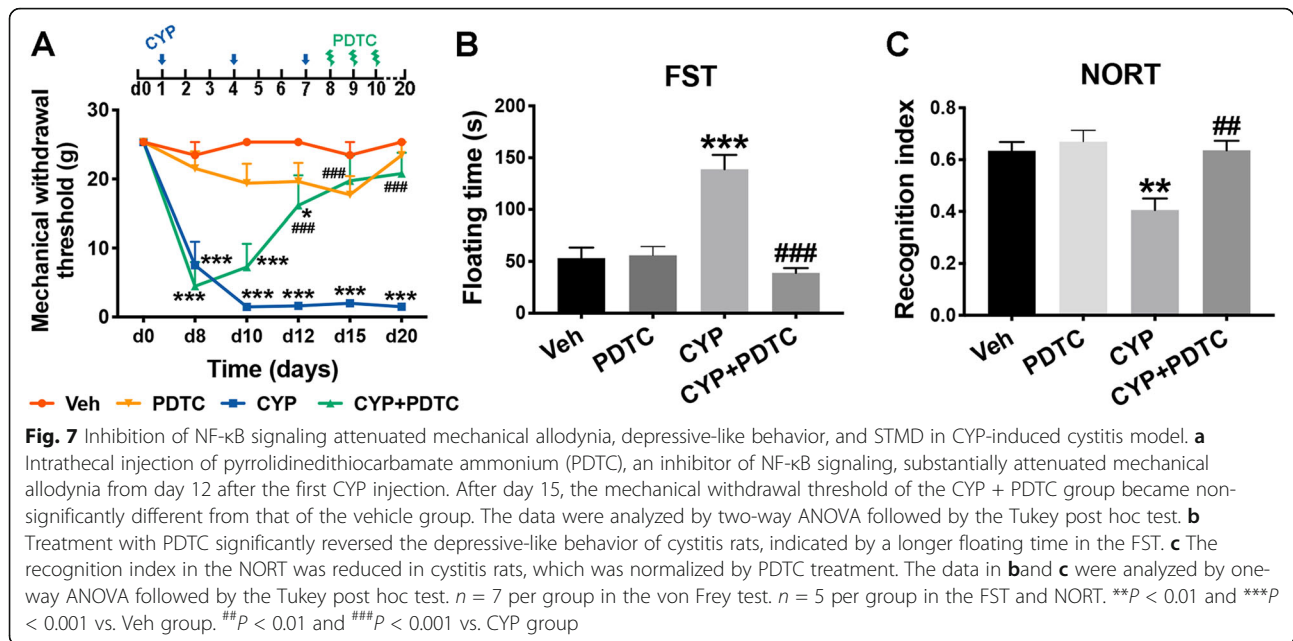 A
CYP
PDTC
d0 1 2 3 4 5 6 7 8 9 10 20
Mechanical withdrawal
threshold (g)
30
20
10
0
###
###
*
###
***
***
***
***
***
***
***
d0 d8 d10 d12 d15 d20
Time (days)
Veh PDTC CYP CYP+PDTC
B
FST
Floating time (s)
200
150
100
50
0
***
###
Veh
PDTC
CYP
CYP+PDTC
C
NORT
Recognition index
0.8
0.6
0.4
0.2
0.0
**
##
Veh
PDTC
CYP
CYP+PDTC
Fig. 7 Inhibition of NF-κB signaling attenuated mechanical allodynia, depressive-like behavior, and STMD in CYP-induced cystitis model. a
Intrathecal injection of pyrrolidinedithiocarbamate ammonium (PDTC), an inhibitor of NF-κB signaling, substantially attenuated mechanical
allodynia from day 12 after the first CYP injection. After day 15, the mechanical withdrawal threshold of the CYP + PDTC group became non-
significantly different from that of the vehicle group. The data were analyzed by two-way ANOVA followed by the Tukey post hoc test. b
Treatment with PDTC significantly reversed the depressive-like behavior of cystitis rats, indicated by a longer floating time in the FST. c The
recognition index in the NORT was reduced in cystitis rats, which was normalized by PDTC treatment. The data in band c were analyzed by one-
way ANOVA followed by the Tukey post hoc test. n = 7 per group in the von Frey test. n = 5 per group in the FST and NORT. **P < 0.01 and ***P
< 0.001 vs. Veh group. ##P < 0.01 and ###P < 0.001 vs. CYP group